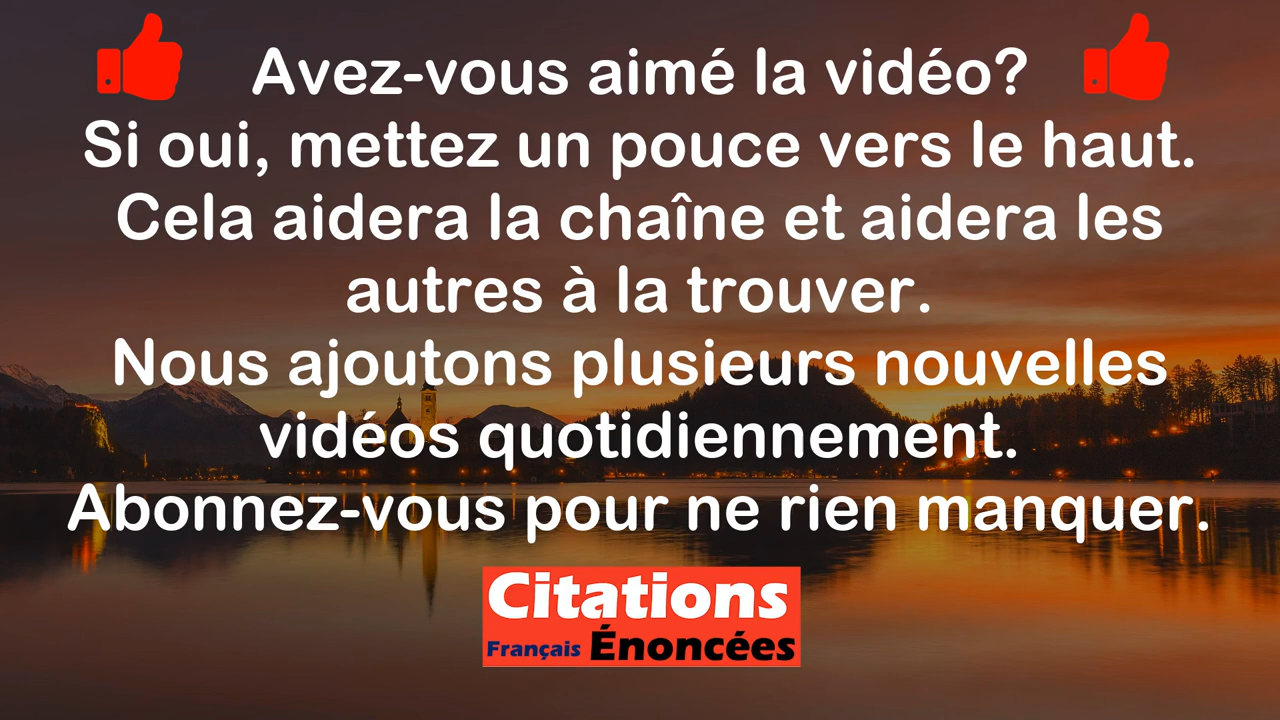 Avez-vous aimé la vidéo?
Si oui, mettez un pouce vers le haut.
Cela aidera la chaîne et aidera les
autres à la trouver.
Nous ajoutons plusieurs nouvelles
vidéos quotidiennement.
Abonnez-vous pour ne rien manquer.
Citations
Français Énoncées